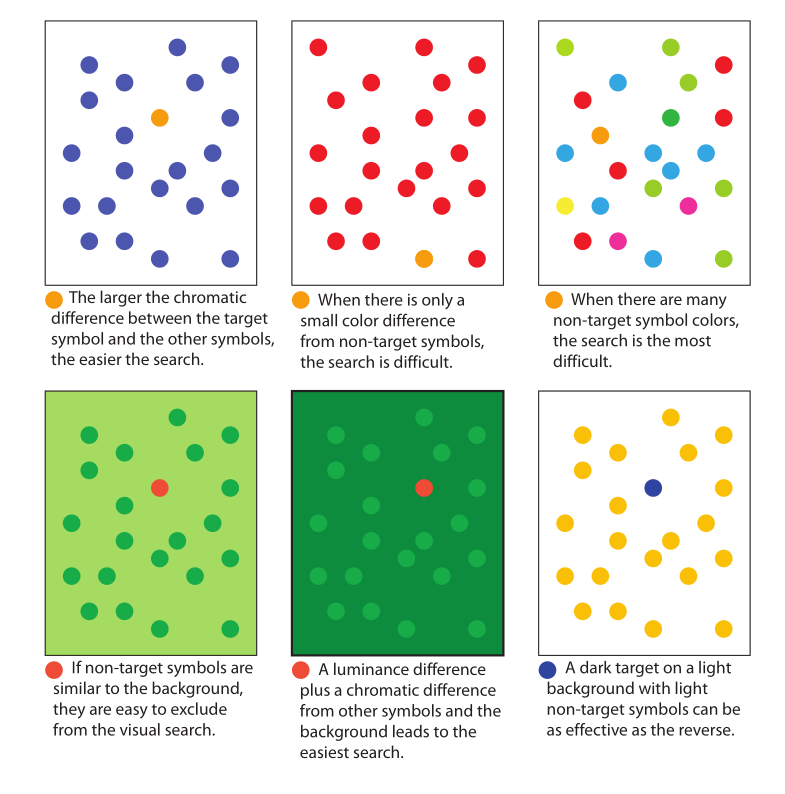 The larger the chromatic
difference between the target
symbol and the other symbols,
the easier the search.
When there is only a
small color difference
from non-target symbols,
the search is difficult.
When there are many
non-target symbol colors,
the search is the most
difficult.
If non-target symbols are
similar to the background,
they are easy to exclude
from the visual search.
A luminance difference
plus a chromatic difference
from other symbols and the
background leads to the
easiest search.
A dark target on a light
background with light
non-target symbols can be
as effective as the reverse.